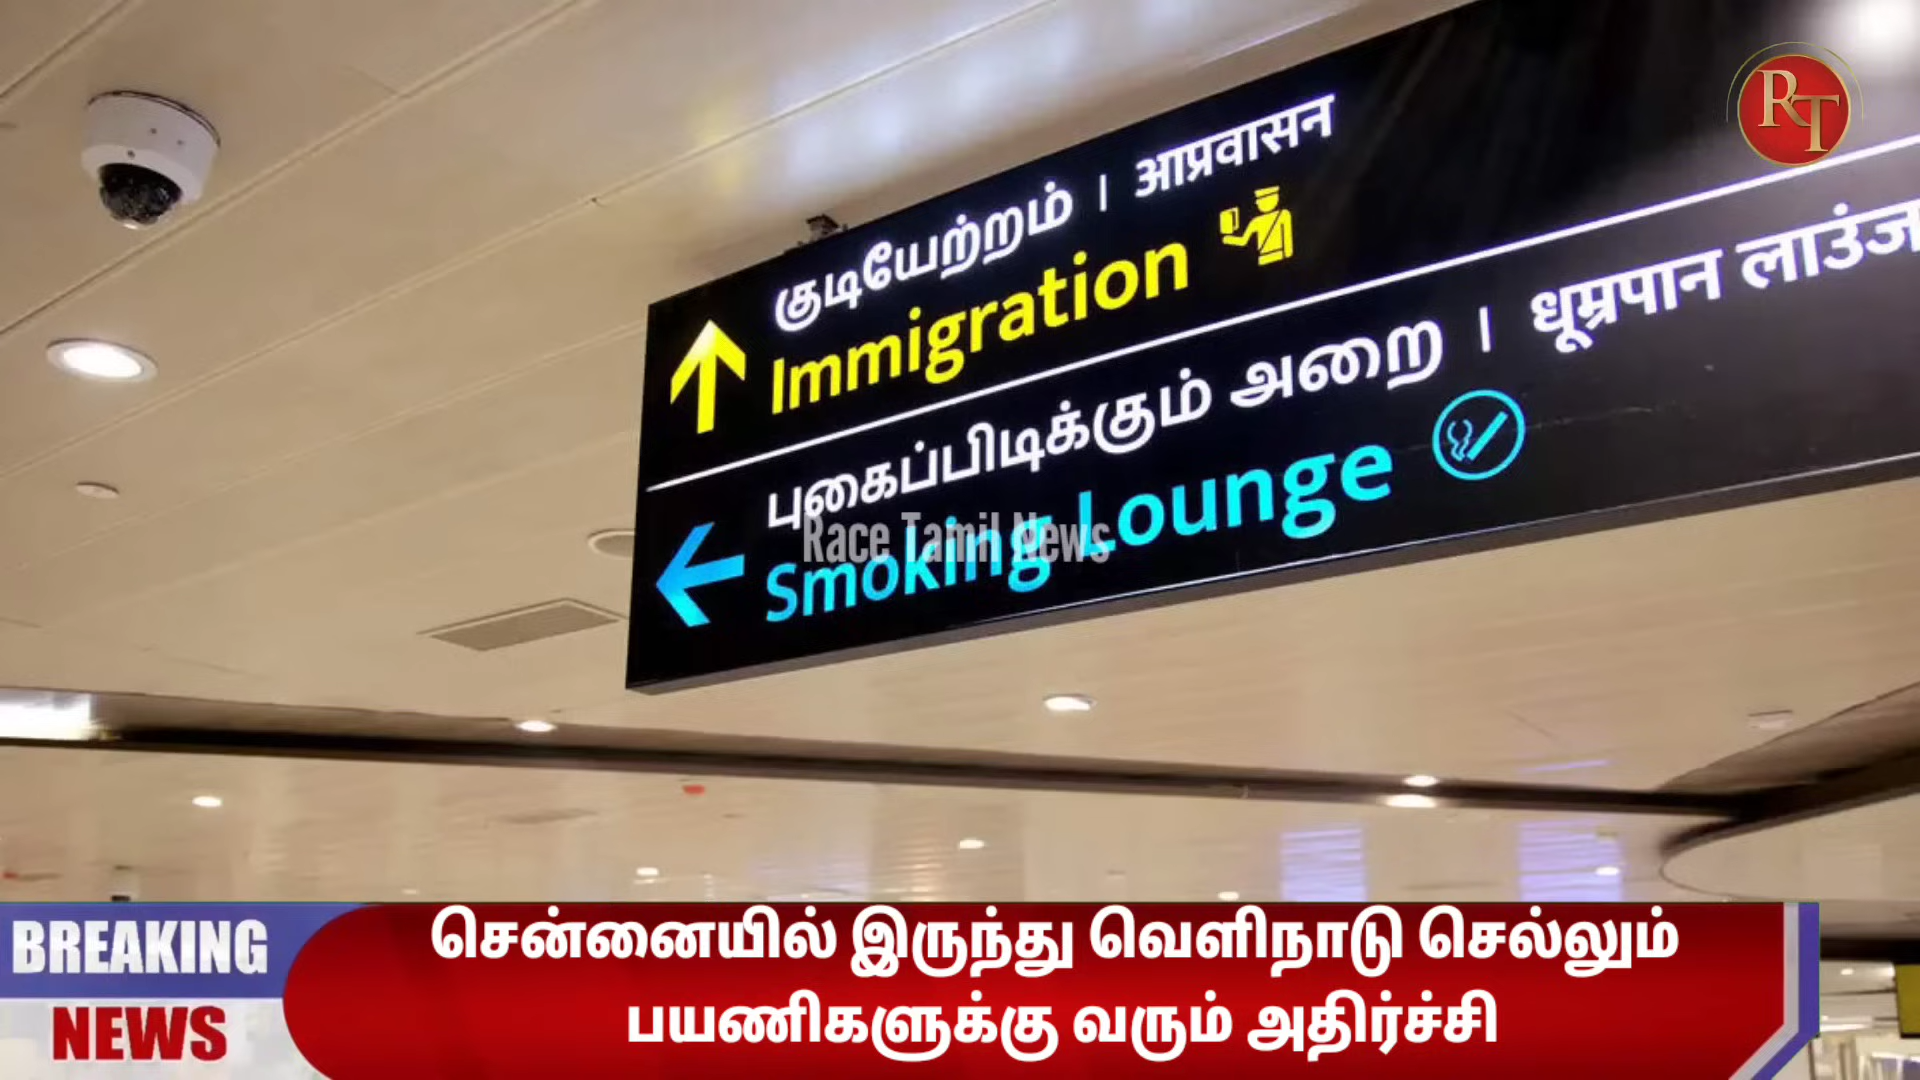 RT
குடியேற்றம் | आप्रवासन
Immigration
புகைப்பிடிக்கும் அறை | धूम्रपान लाउंज
Smoking Lounge
Race Tamil News
BREAKING
NEWS
சென்னையில் இருந்து வெளிநாடு செல்லும்
பயணிகளுக்கு வரும் அதிர்ச்சி